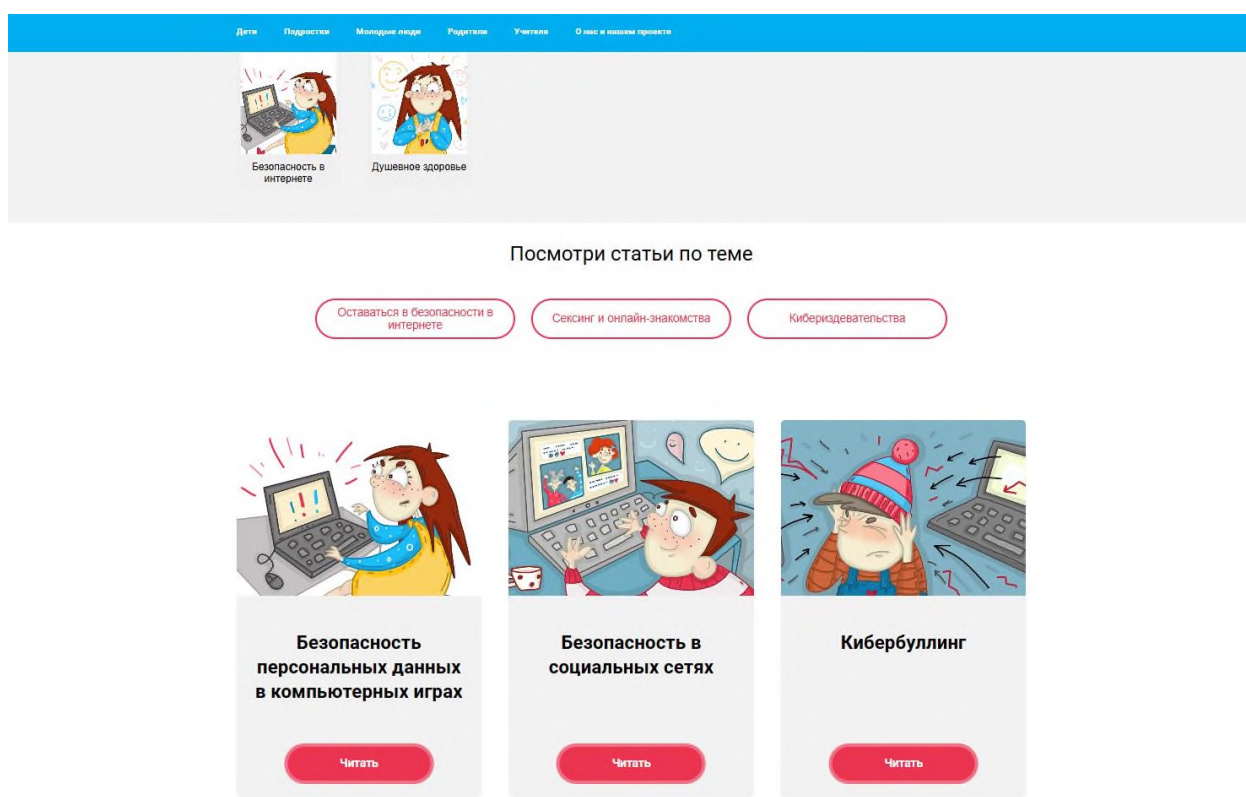 Дети Подростки Молодые люди Родители Учителя О нас и нашем проекте
Безопасность в
интернете
Душевное здоровье
Посмотри статьи по теме
Оставаться в безопасности в
интернете
Сексинг и онлайн-знакомства
Кибериздевательства
Безопасность
персональных данных
в компьютерных играх
Безопасность в
социальных сетях
Кибербуллинг
Читать
Читать
Читать